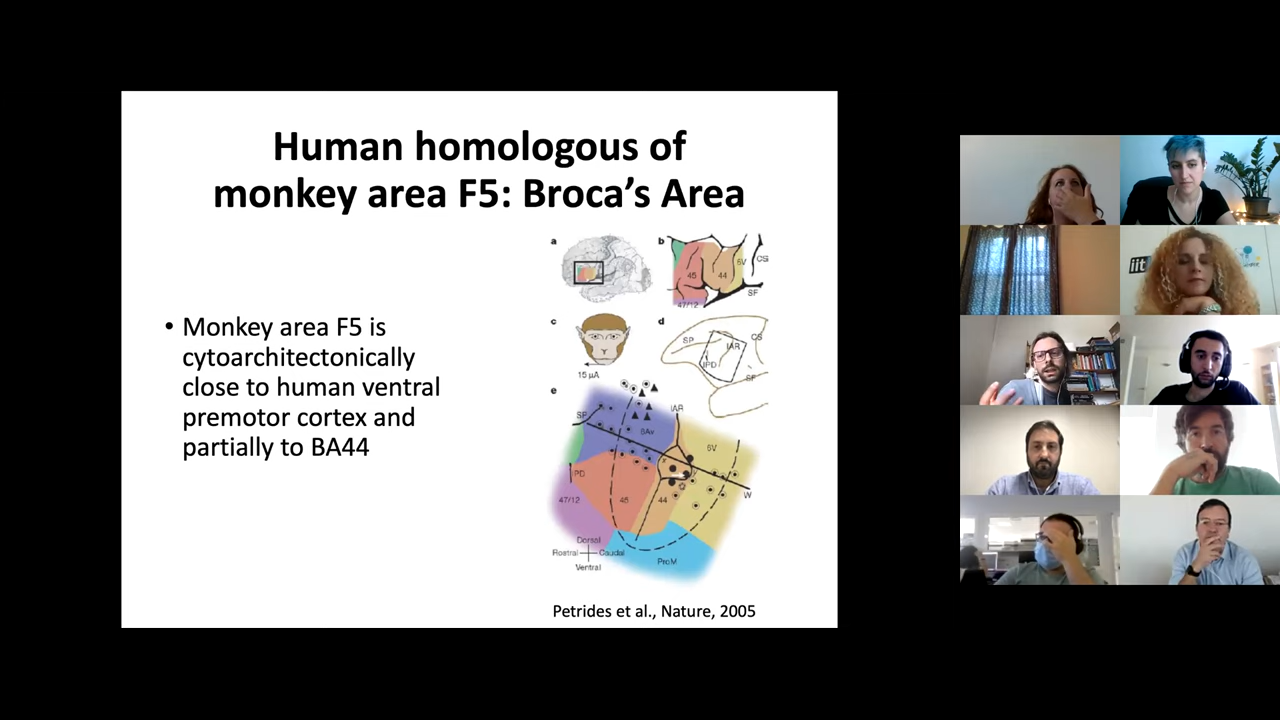 Human homologous of
monkey area F5: Broca's Area
• Monkey area F5 is
cytoarchitectonically
close to human ventral
premotor cortex and
partially to BA44
a
b
45
44
6V
CS
SF
47/12
c
15 µA
d
SP
IAR
CS
IPD
SF
e
SP
IAR
8Av
6V
PD
47/12
45
44
W
Dorsal
Rostral
Caudal
Ventral
ProM
Petrides et al., Nature, 2005
iit